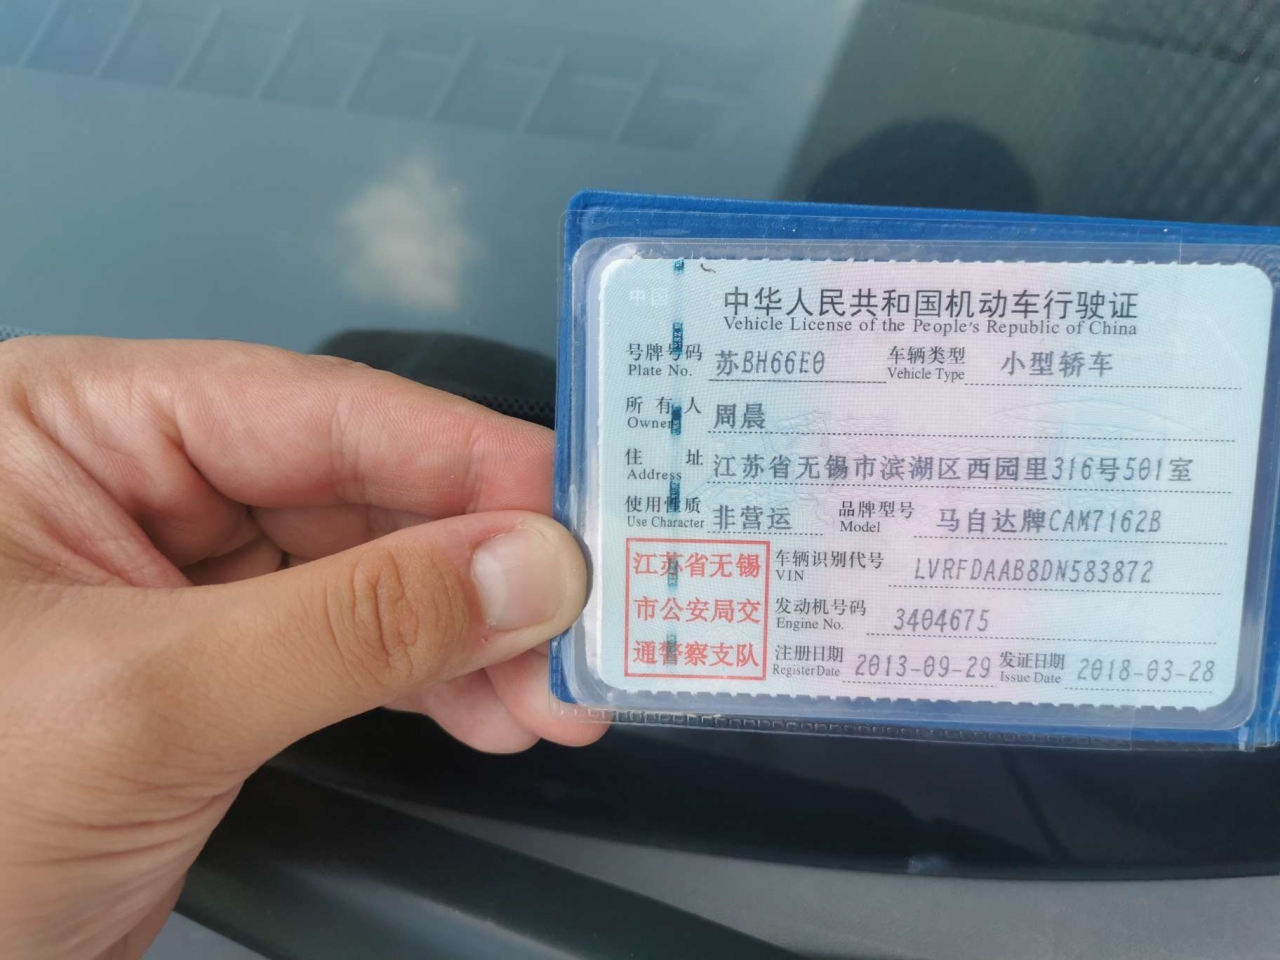 中国
中华人民共和国机动车行驶证
Vehicle License of the People's Republic of China
号牌号码 苏BH66E0 车辆类型 小型轿车
Plate No. Vehicle Type
所有人 周晨
Owner
住址 江苏省无锡市滨湖区西园里316号501室
Address
使用性质 非营运 品牌型号 马自达牌CAM7162B
Use Character Model
江苏省无锡
市公安局交
通警察支队
车辆识别代号 LVRFDAAB8DN583872
VIN
发动机号码 3404675
Engine No.
注册日期 2013-09-29 发证日期 2018-03-28
Register Date Issue Date